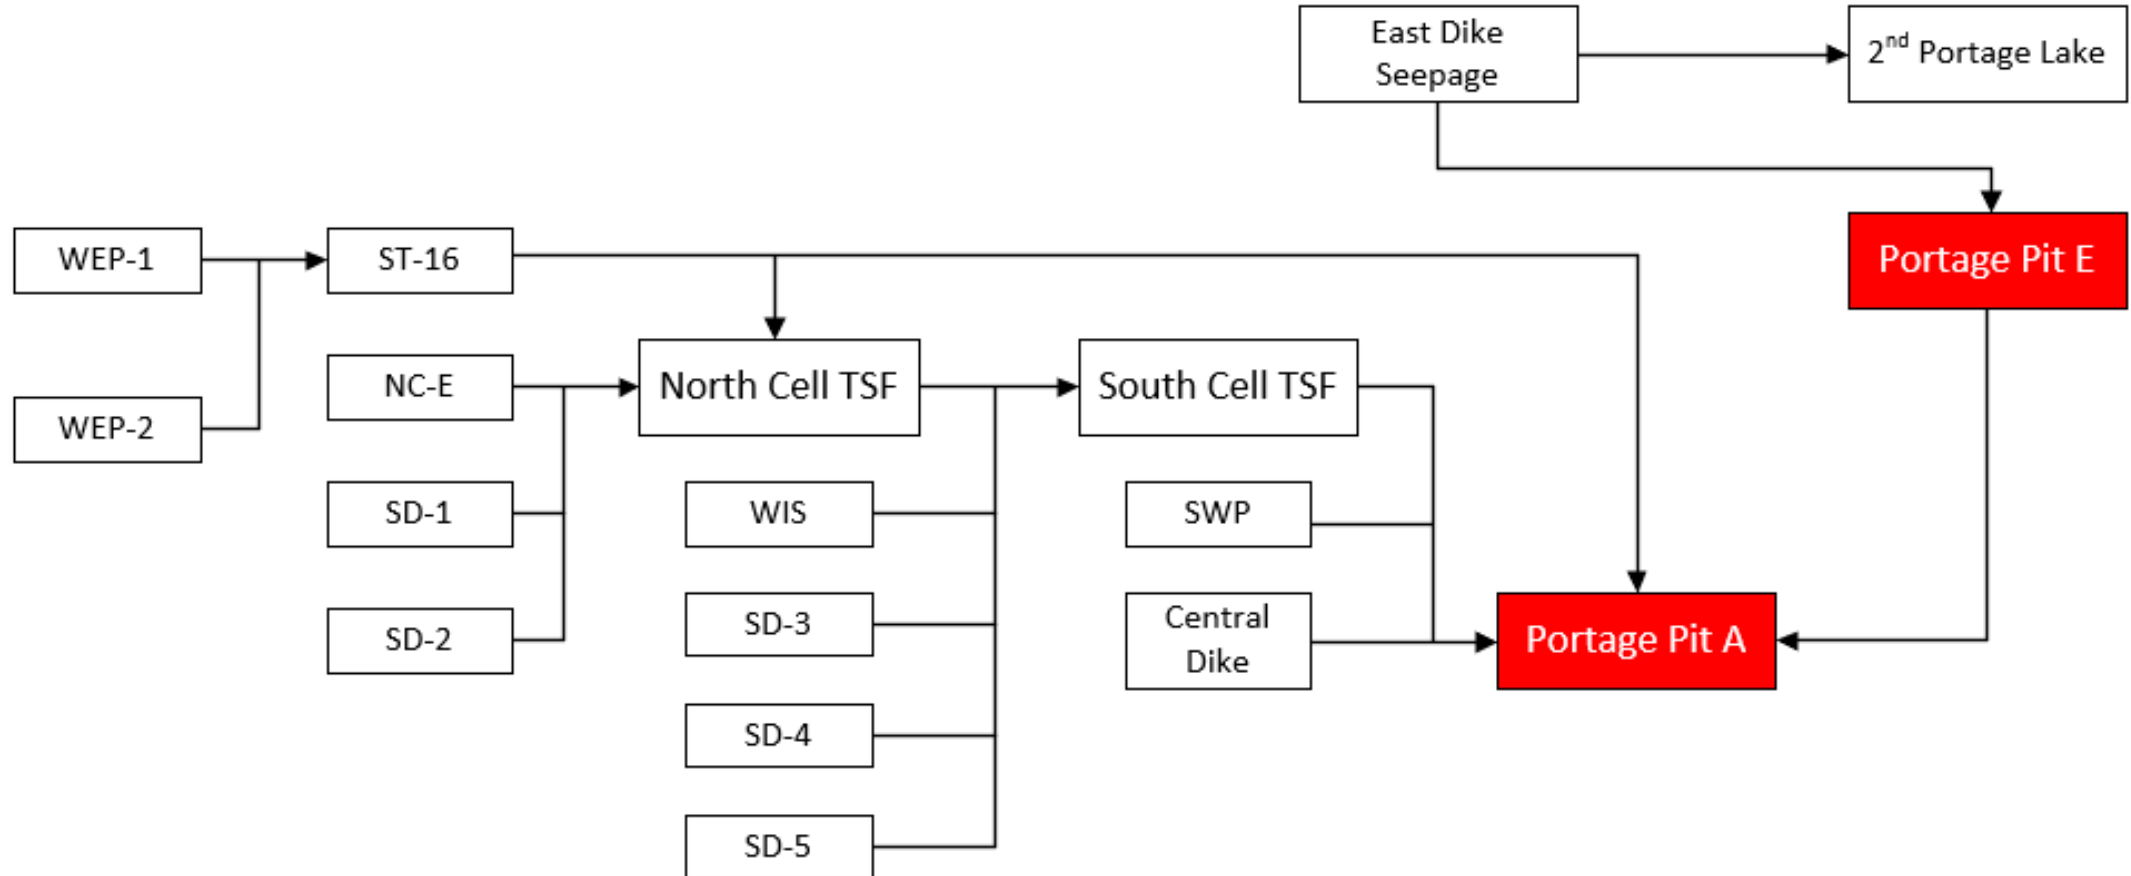 East Dike
Seepage
2nd Portage Lake
WEP-1
ST-16
Portage Pit E
NC-E
North Cell TSF
South Cell TSF
WEP-2
SD-1
WIS
SWP
SD-2
SD-3
Central
Dike
Portage Pit A
SD-4
SD-5